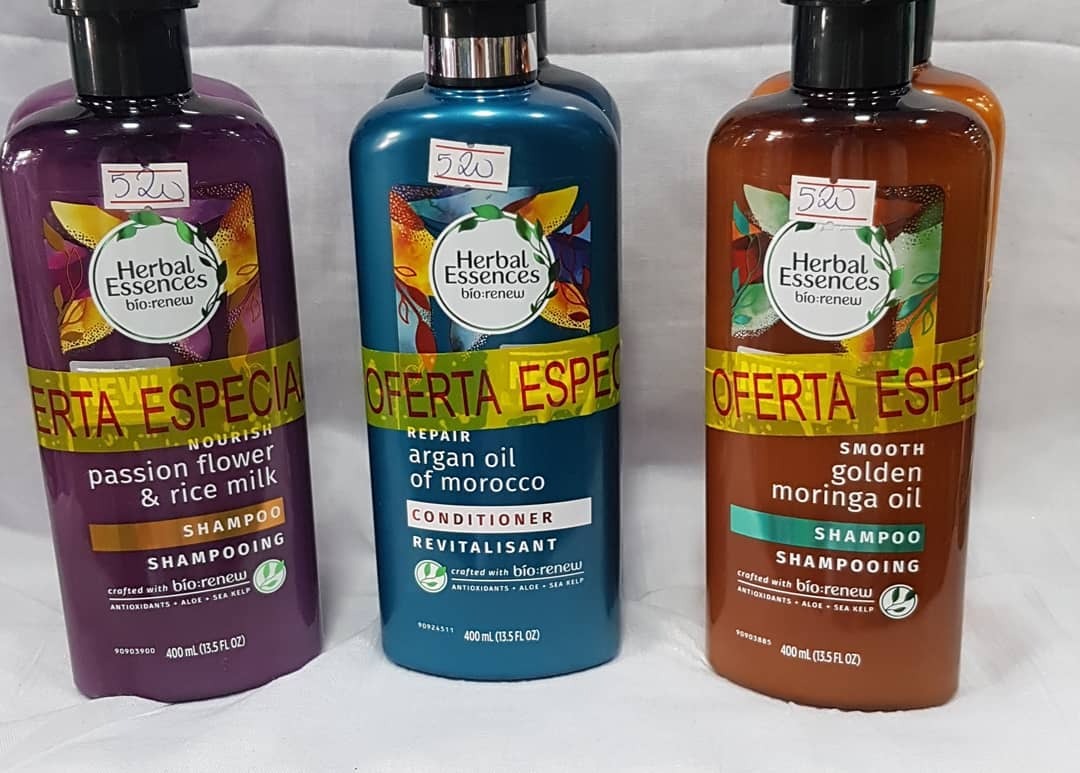 520
Herbal
Essences
bio:renew
NEW!
ERTA ESPECIAL
NOURISH
passion flower
& rice milk
SHAMPOO
SHAMPOOING
crafted with bio:renew
ANTIOXIDANTS + ALOE + SEA KELP
90903900
400 mL (13.5 FL OZ)
520
Herbal
Essences
bio:renew
OFERTA ESPEC
REPAIR
argan oil
of morocco
CONDITIONER
REVITALISANT
crafted with bio:renew
ANTIOXIDANTS + ALOE + SEA KELP
90924511
400 mL (13.5 FL OZ)
520
Herbal
Essences
bio:renew
OFERTA ESPE
SMOOTH
golden
moringa oil
SHAMPOO
SHAMPOOING
crafted with bio:renew
ANTIOXIDANTS + ALOE + SEA KELP
90903885
400 mL (13.5 FL OZ)